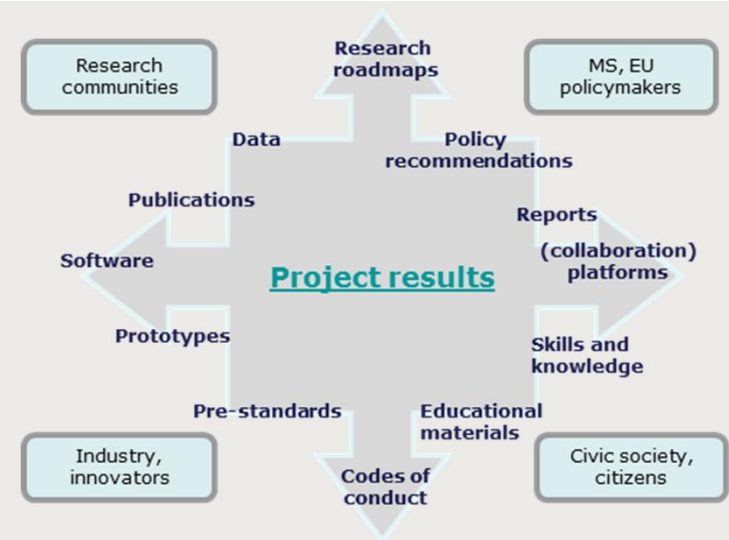 Research
roadmaps
Research
communities
MS, EU
policymakers
Data
Policy
recommendations
Publications
Reports
Software
(collaboration)
platforms
Project results
Prototypes
Skills and
knowledge
Pre-standards
Educational
materials
Industry,
innovators
Codes of
conduct
Civic society,
citizens